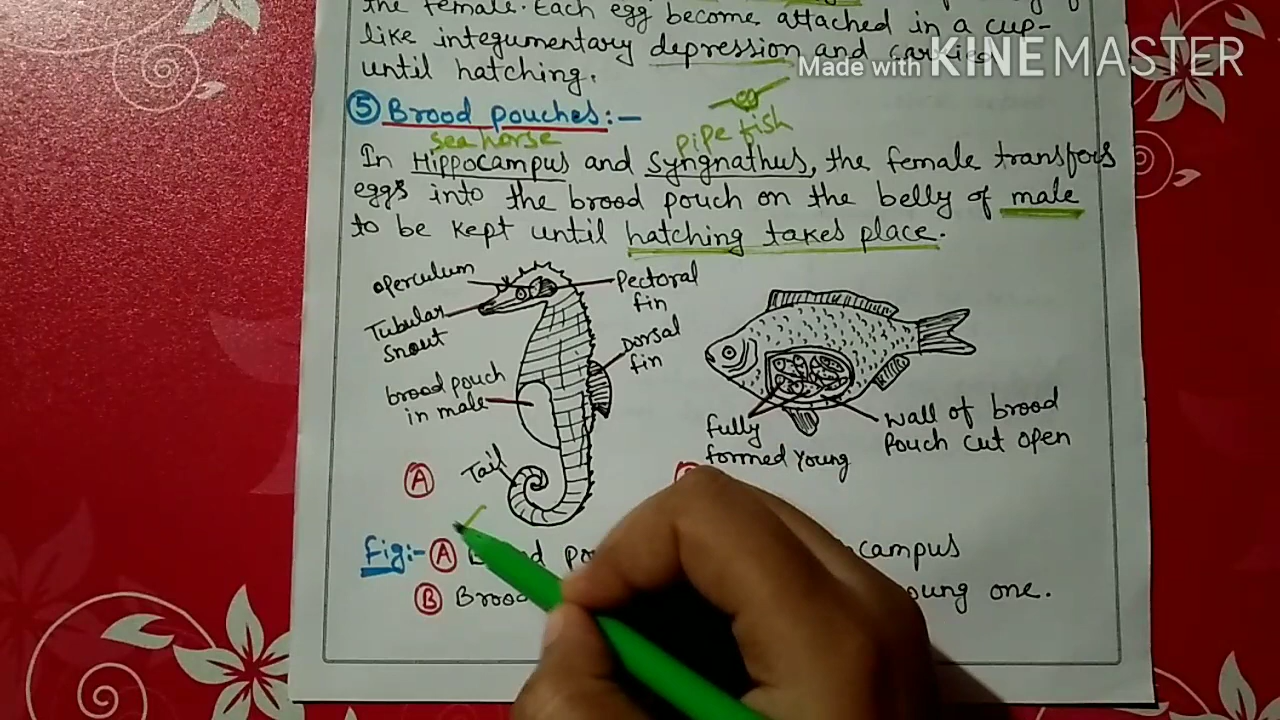 the female. Each egg become attached in a cup-
like integumentary depression and carried
until hatching.
Made with KINEMASTER
⑤ Brood pouches:-
sea horse
pipe fish
In Hippocampus and Syngnathus, the female transfers
eggs into the brood pouch on the belly of male
to be kept until hatching takes place.
operculum
Pectoral
fin
Tubular
snout
Dorsal
fin
brood pouch
in male
fully
formed young
wall of brood
Pouch cut open
Tail
Ⓐ
Fig:- Ⓐ campus
Ⓑ Brood young one.